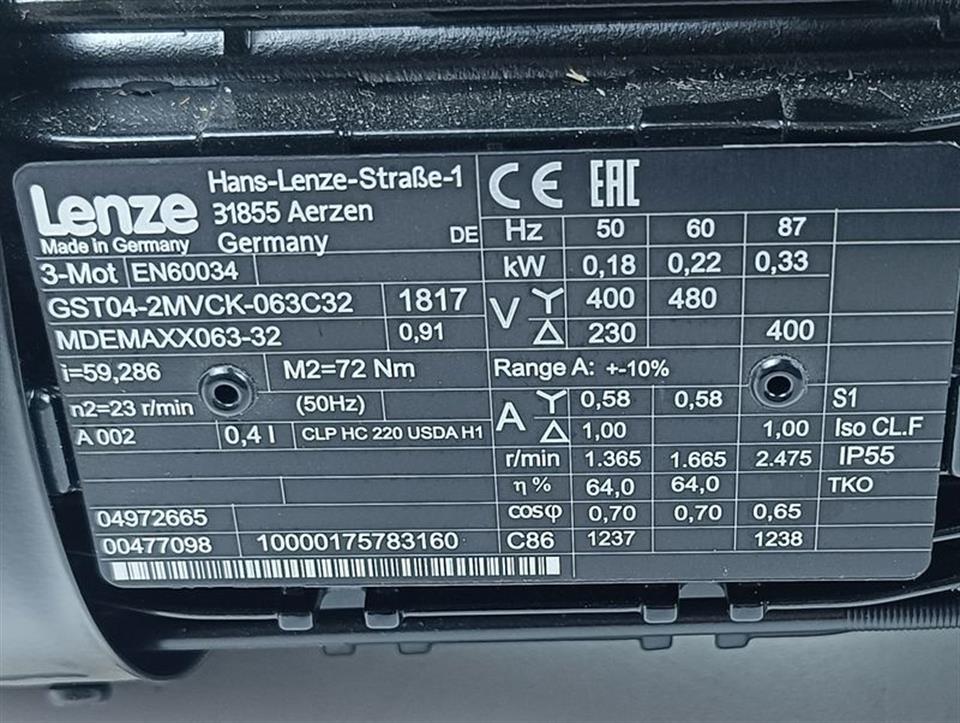 Lenze
Made in Germany
Hans-Lenze-Straße-1
31855 Aerzen
Germany
DE
3-Mot EN60034
GST04-2MVCK-063C32 1817
MDEMAXX063-32 0,91
i=59,286 M2=72 Nm
n2=23 r/min (50Hz)
A 002 0,4 l CLP HC 220 USDA H1
04972665
00477098 10000175783160
CE EAC
Hz 50 60 87
kW 0,18 0,22 0,33
V Y 400 480
Δ 230 400
Range A: +-10%
A Y 0,58 0,58 S1
Δ 1,00 1,00 Iso CL.F
r/min 1.365 1.665 2.475 IP55
η % 64,0 64,0 TKO
cosφ 0,70 0,70 0,65
C86 1237 1238